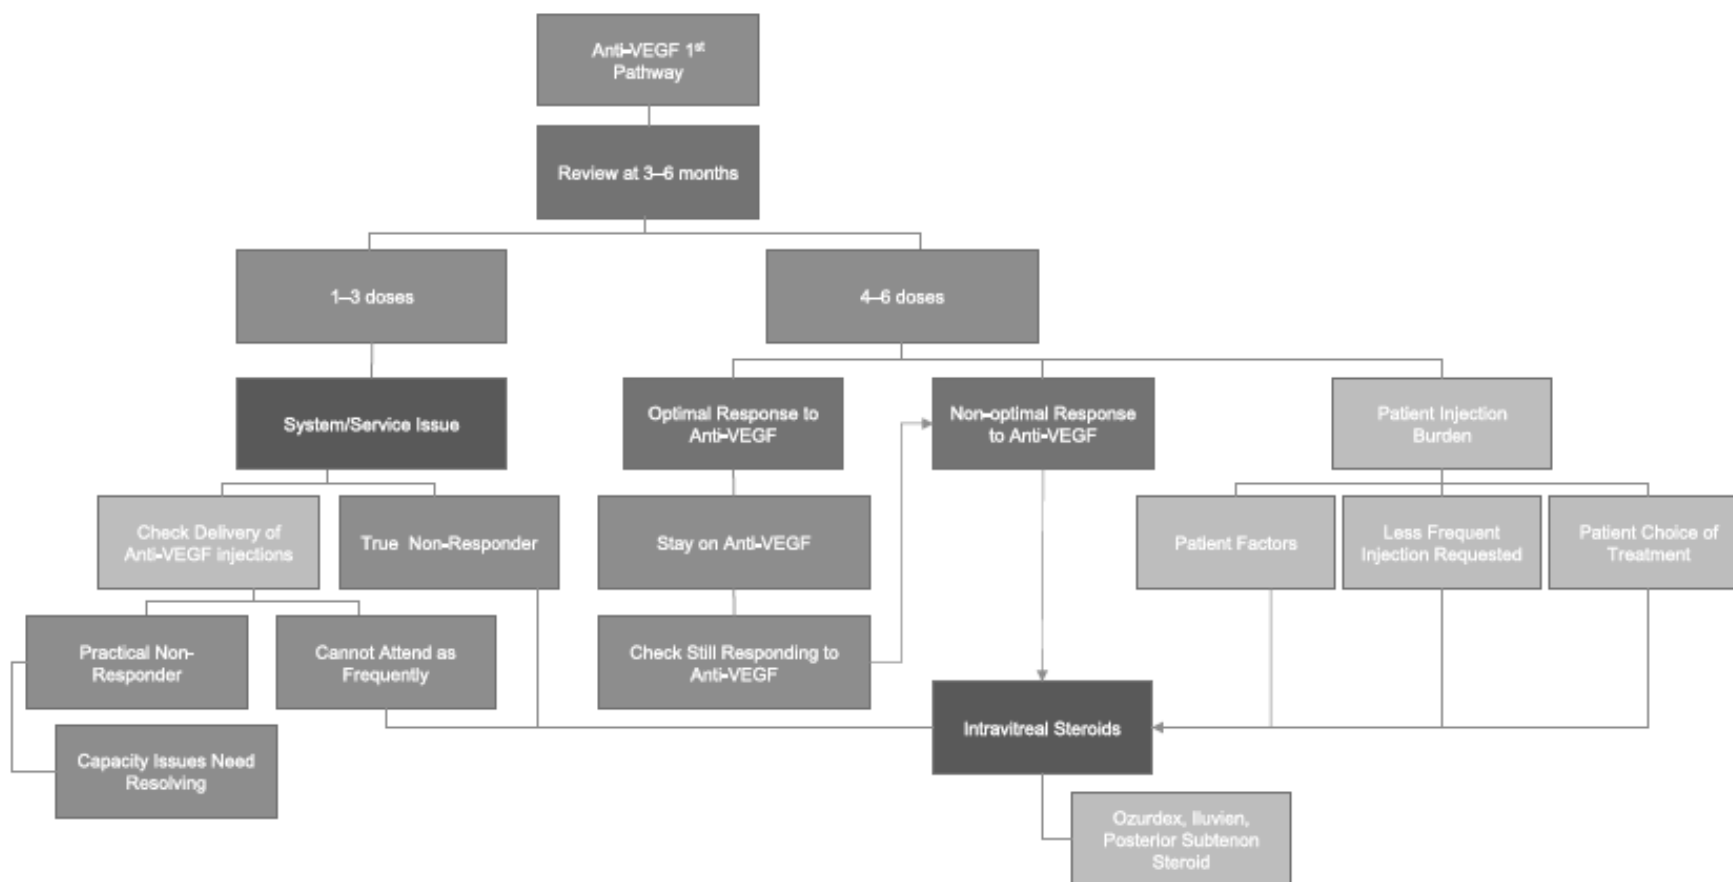 Anti-VEGF 1st
Pathway
Review at 3–6 months
1–3 doses
4–6 doses
System/Service Issue
Optimal Response to
Anti-VEGF
Non-optimal Response
to Anti-VEGF
Patient Injection
Burden
Check Delivery of
Anti-VEGF injections
True Non-Responder
Stay on Anti-VEGF
Patient Factors
Less Frequent
Injection Requested
Patient Choice of
Treatment
Practical Non-
Responder
Cannot Attend as
Frequently
Check Still Responding to
Anti-VEGF
Capacity Issues Need
Resolving
Intravitreal Steroids
Ozurdex, Iluvien,
Posterior Subtenon
Steroid